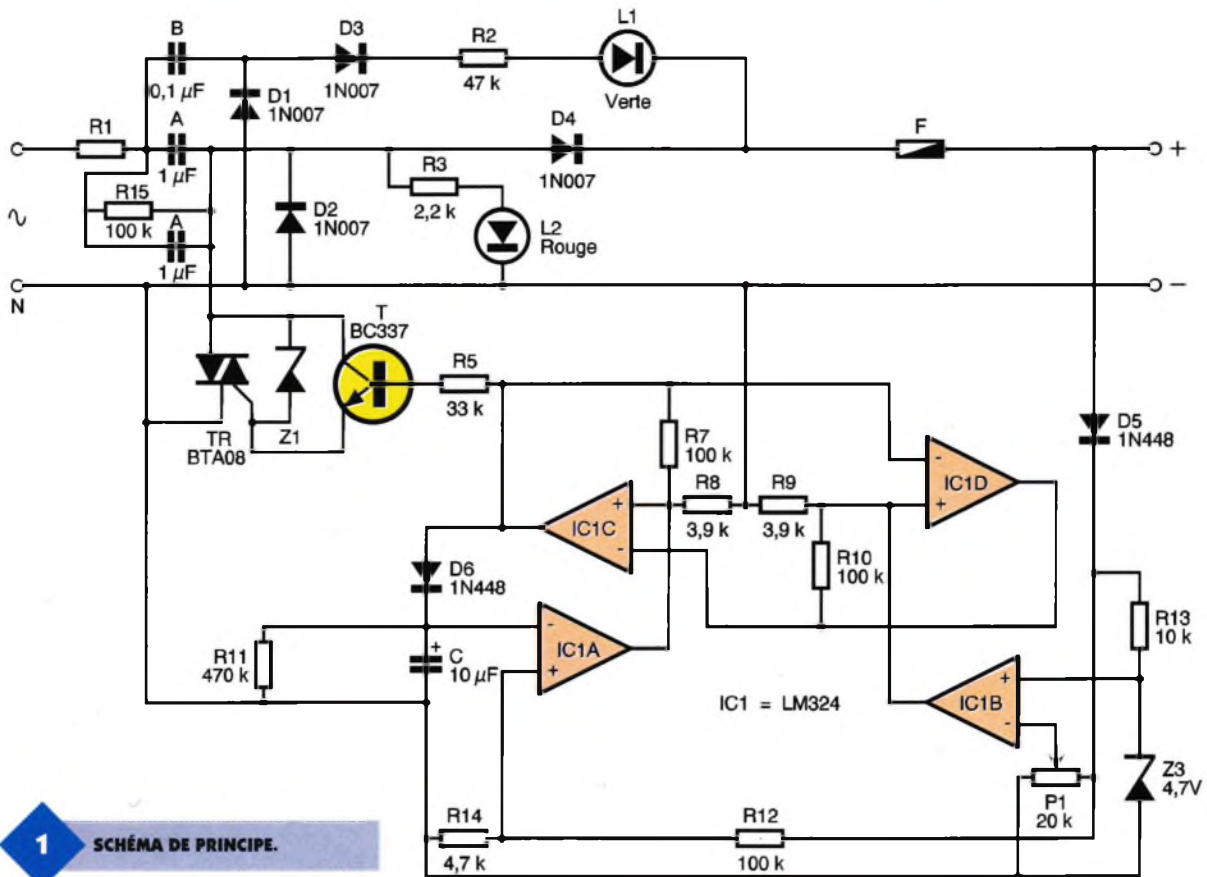 B
0,1 µF
D3
1N007
R2
47 k
L1
Verte
D1
1N007
R1
A
1 µF
D4
1N007
F
+
R15
100 k
R3
2,2 k
∿
D2
1N007
L2
Rouge
A
1 µF
N
−
T
BC337
R5
33 k
TR
BTA08
Z1
R7
100 k
D5
1N448
IC1D
-
+
R8
3,9 k
R9
3,9 k
IC1C
+
-
R10
100 k
D6
1N448
R13
10 k
R11
470 k
+
C
10 µF
IC1A
-
+
IC1 = LM324
IC1B
+
-
Z3
4,7V
P1
20 k
R14
4,7 k
R12
100 k
1
SCHÉMA DE PRINCIPE.